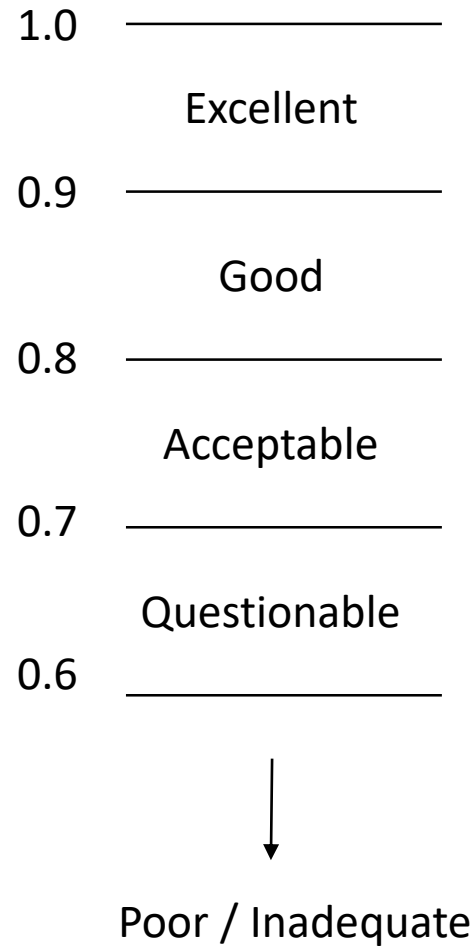 1.0
Excellent
0.9
Good
0.8
Acceptable
0.7
Questionable
0.6
Poor / Inadequate